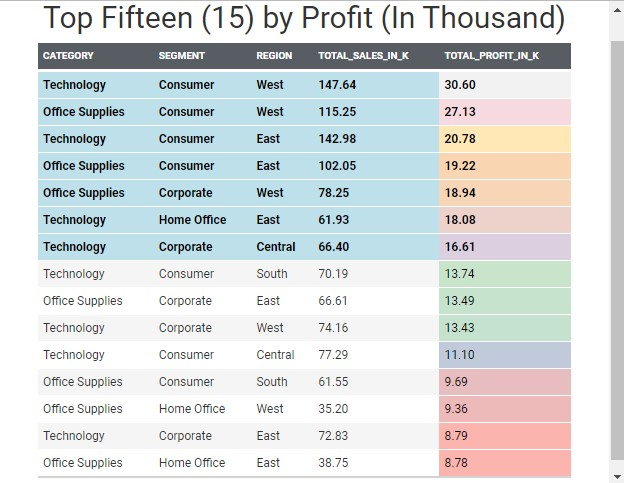 Top Fifteen (15) by Profit (In Thousand)
CATEGORY SEGMENT REGION TOTAL_SALES_IN_K TOTAL_PROFIT_IN_K
Technology Consumer West 147.64 30.60
Office Supplies Consumer West 115.25 27.13
Technology Consumer East 142.98 20.78
Office Supplies Consumer East 102.05 19.22
Office Supplies Corporate West 78.25 18.94
Technology Home Office East 61.93 18.08
Technology Corporate Central 66.40 16.61
Technology Consumer South 70.19 13.74
Office Supplies Corporate East 66.61 13.49
Technology Corporate West 74.16 13.43
Technology Consumer Central 77.29 11.10
Office Supplies Consumer South 61.55 9.69
Office Supplies Home Office West 35.20 9.36
Technology Corporate East 72.83 8.79
Office Supplies Home Office East 38.75 8.78